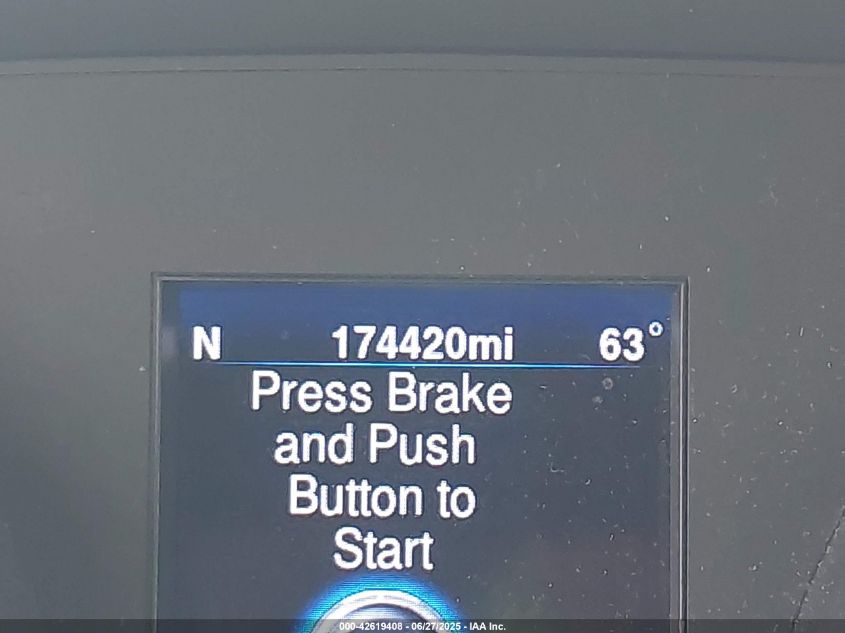 N 174420mi 63°
Press Brake
and Push
Button to
Start
000-42619408 - 06/27/2025 - IAA Inc.